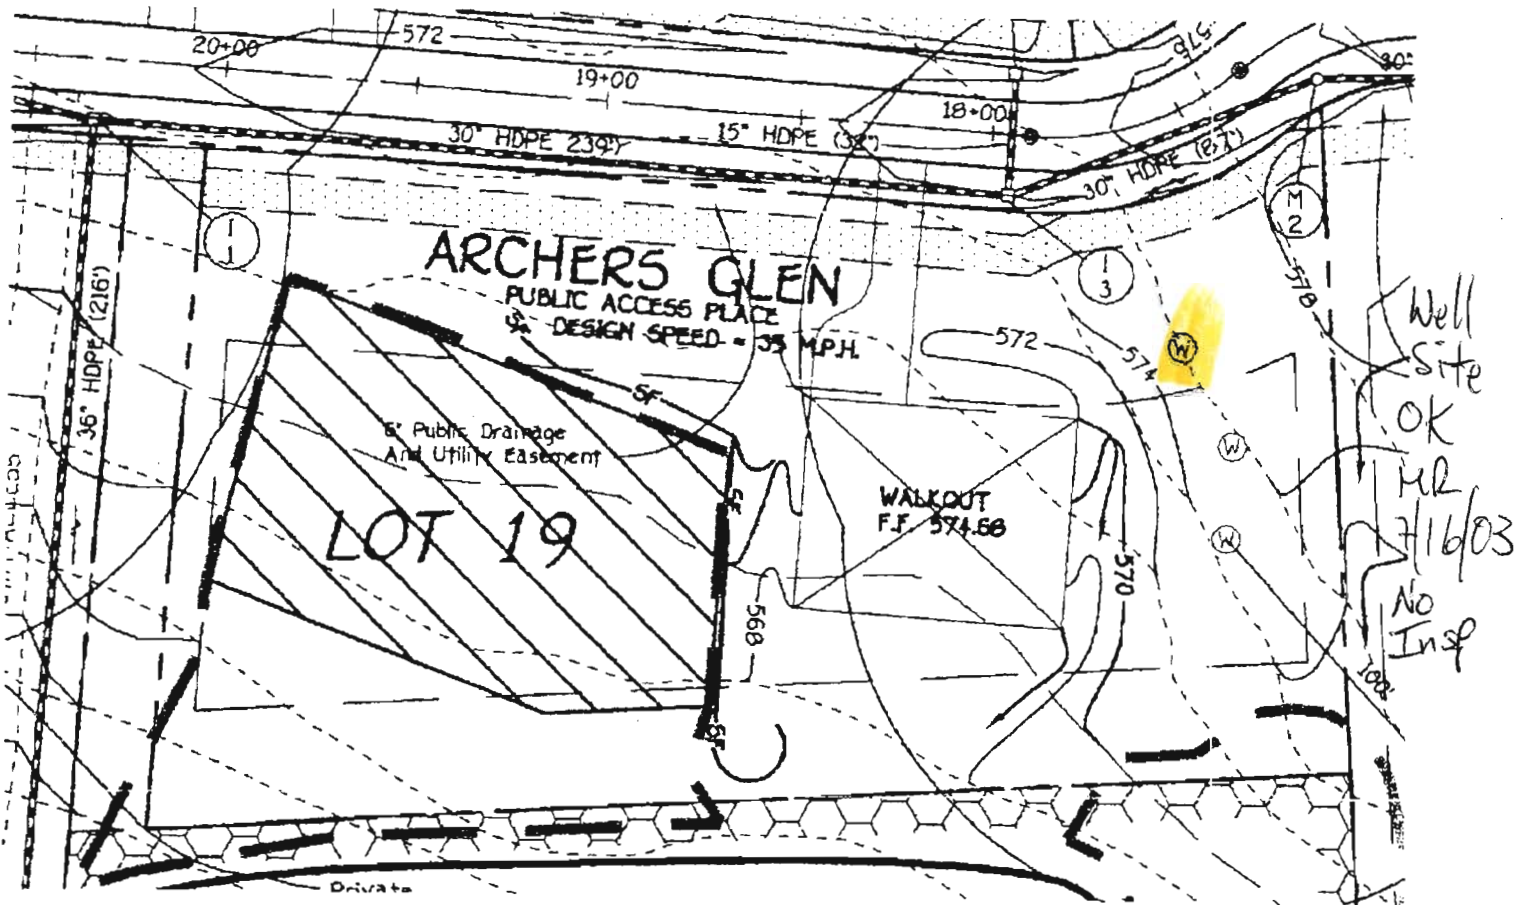 572
20+00
19+00
18+00
576
30"
30" HDPE 239')
15" HDPE (32')
30" HDPE (87')
M
2
1
1
1
3
ARCHERS GLEN
PUBLIC ACCESS PLACE
DESIGN SPEED = 35 M.P.H.
36" HDPE (216')
572
574
578
W
W
W
SF
6' Public Drainage
And Utility Easement
SF
LOT 19
WALKOUT
F.F. 574.68
570
568
SF
100'
Well
Site
OK
MR
7/16/03
No
Insp
Private